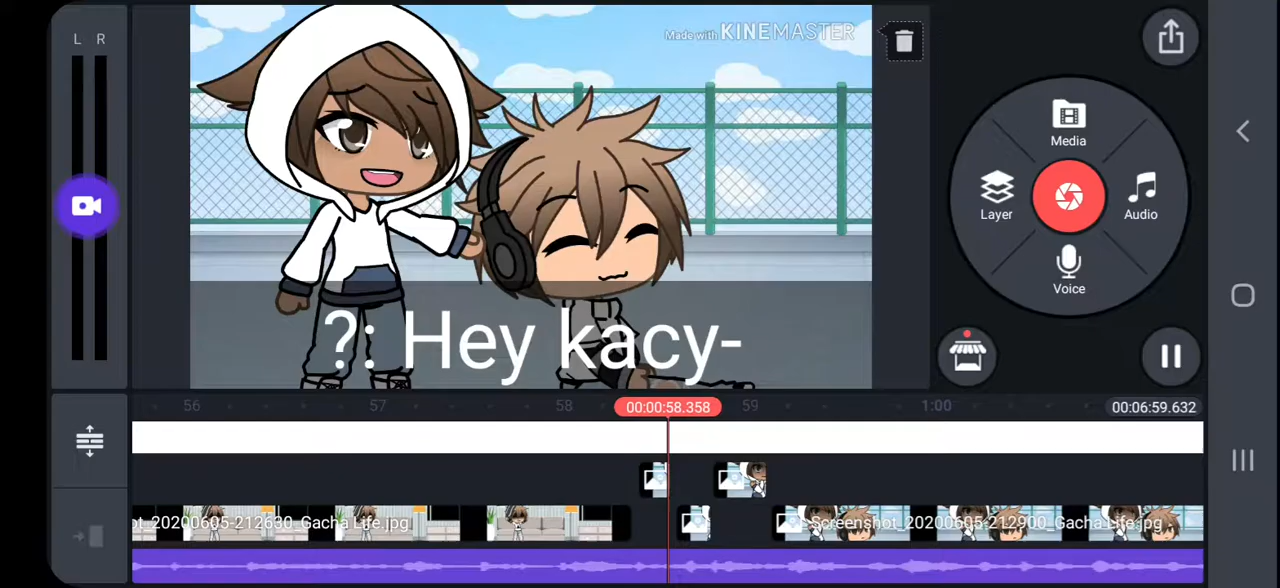 L R
Made with KINEMASTER
?: Hey kacy-
Media
Layer
Audio
Voice
56
57
58
00:00:58.358
59
1:00
00:06:59.632
ot_20200605-212630_Gacha Life.jpg
Screenshot_20200605-212900_Gacha Life.jpg